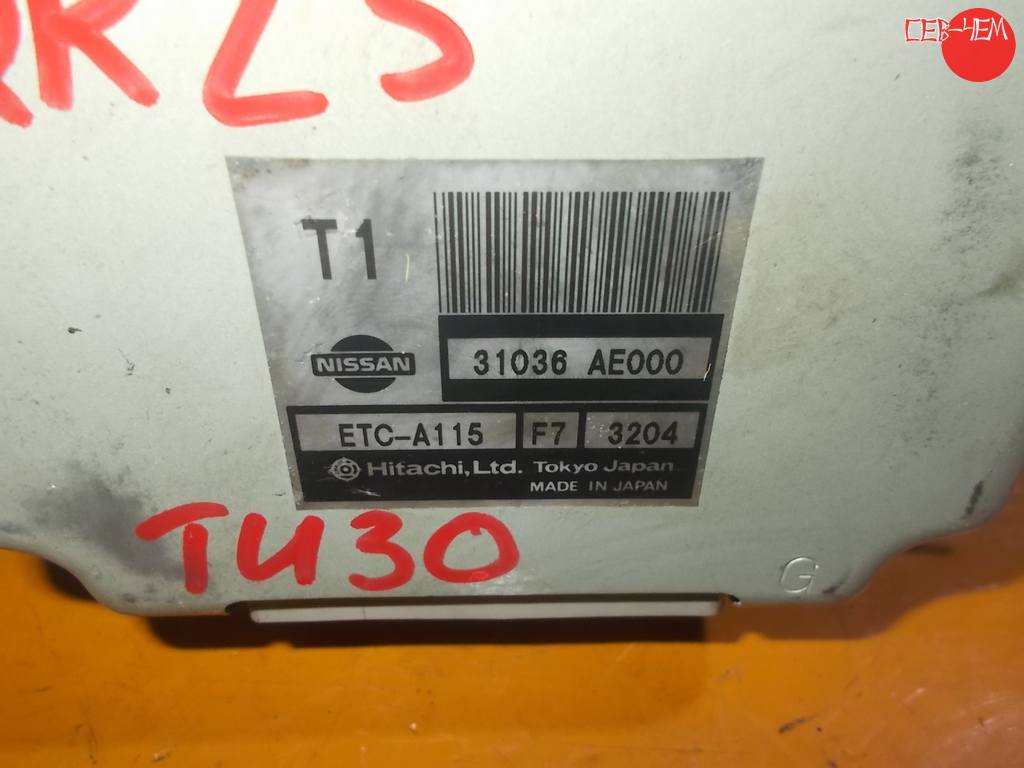 QR25
СЕВ-ЧЕМ
T1
NISSAN
31036 AE000
ETC-A115 F7 3204
Hitachi, Ltd. Tokyo Japan
MADE IN JAPAN
TU30
G